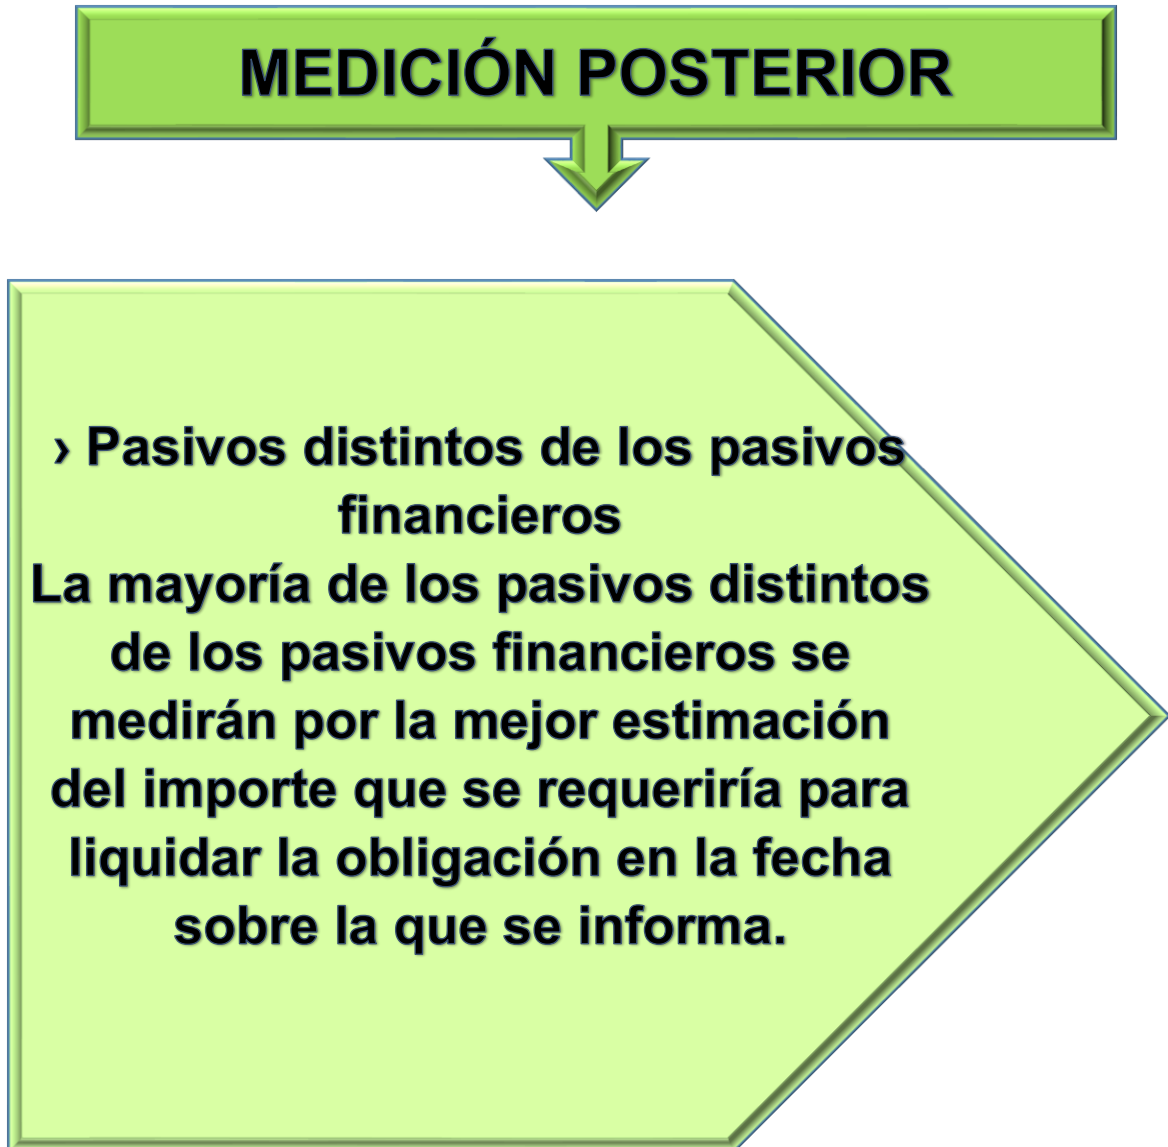 MEDICIÓN POSTERIOR
› Pasivos distintos de los pasivos
financieros
La mayoría de los pasivos distintos
de los pasivos financieros se
medirán por la mejor estimación
del importe que se requeriría para
liquidar la obligación en la fecha
sobre la que se informa.